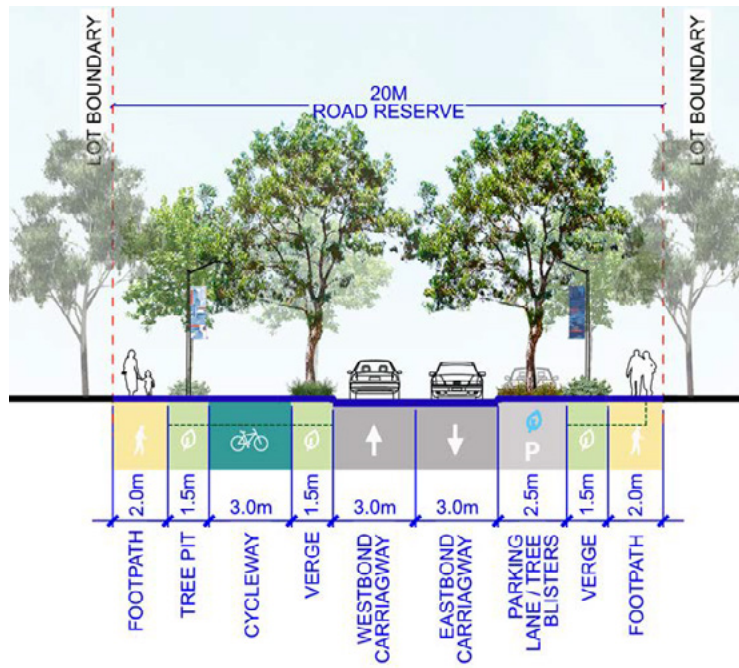 LOT BOUNDARY
20M
ROAD RESERVE
LOT BOUNDARY
P
2.0m
1.5m
3.0m
1.5m
3.0m
3.0m
2.5m
1.5m
2.0m
FOOTPATH
TREE PIT
CYCLEWAY
VERGE
WESTBOND
CARRIAGWAY
EASTBOND
CARRIAGWAY
PARKING
LANE / TREE
BLISTERS
VERGE
FOOTPATH